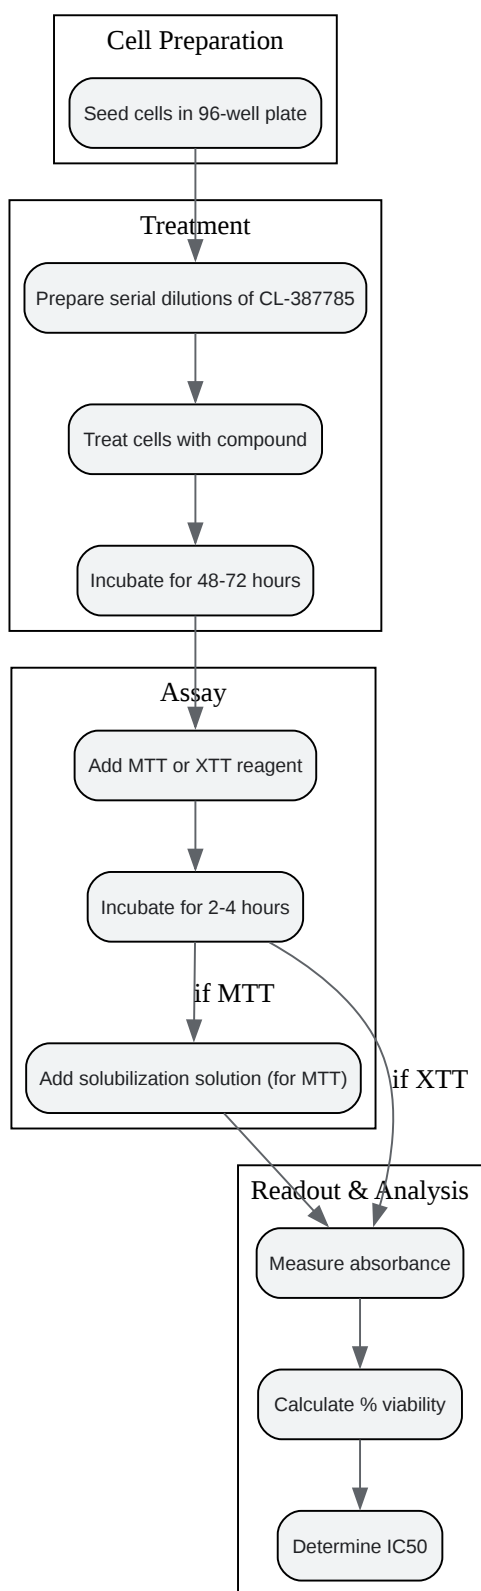 Cell Preparation
Seed cells in 96-well plate
Treatment
Prepare serial dilutions of CL-387785
Treat cells with compound
Incubate for 48-72 hours
Assay
Add MTT or XTT reagent
Incubate for 2-4 hours
if MTT
Add solubilization solution (for MTT)
if XTT
Readout & Analysis
Measure absorbance
Calculate % viability
Determine IC50